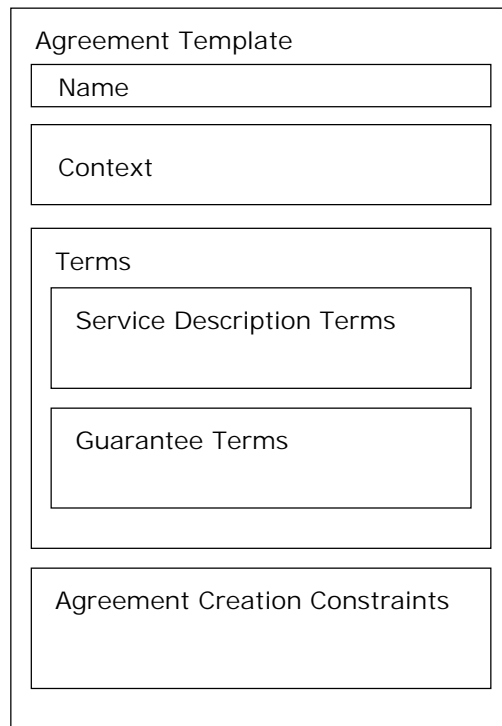 Agreement Template
Name
Context
Terms
Service Description Terms
Guarantee Terms
Agreement Creation Constraints